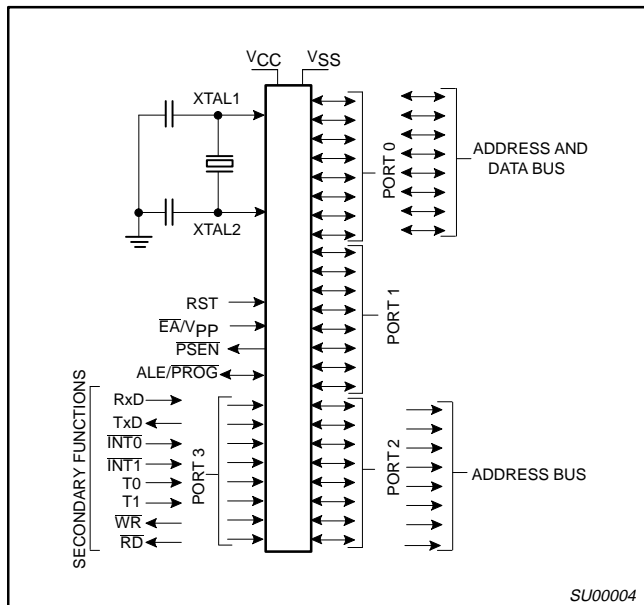 VCC VSS
XTAL1
XTAL2
PORT 0
ADDRESS AND
DATA BUS
PORT 1
RST
EA/VPP
PSEN
ALE/PROG
SECONDARY FUNCTIONS
RxD
TxD
INT0
INT1
T0
T1
WR
RD
PORT 3
PORT 2
ADDRESS BUS
SU00004